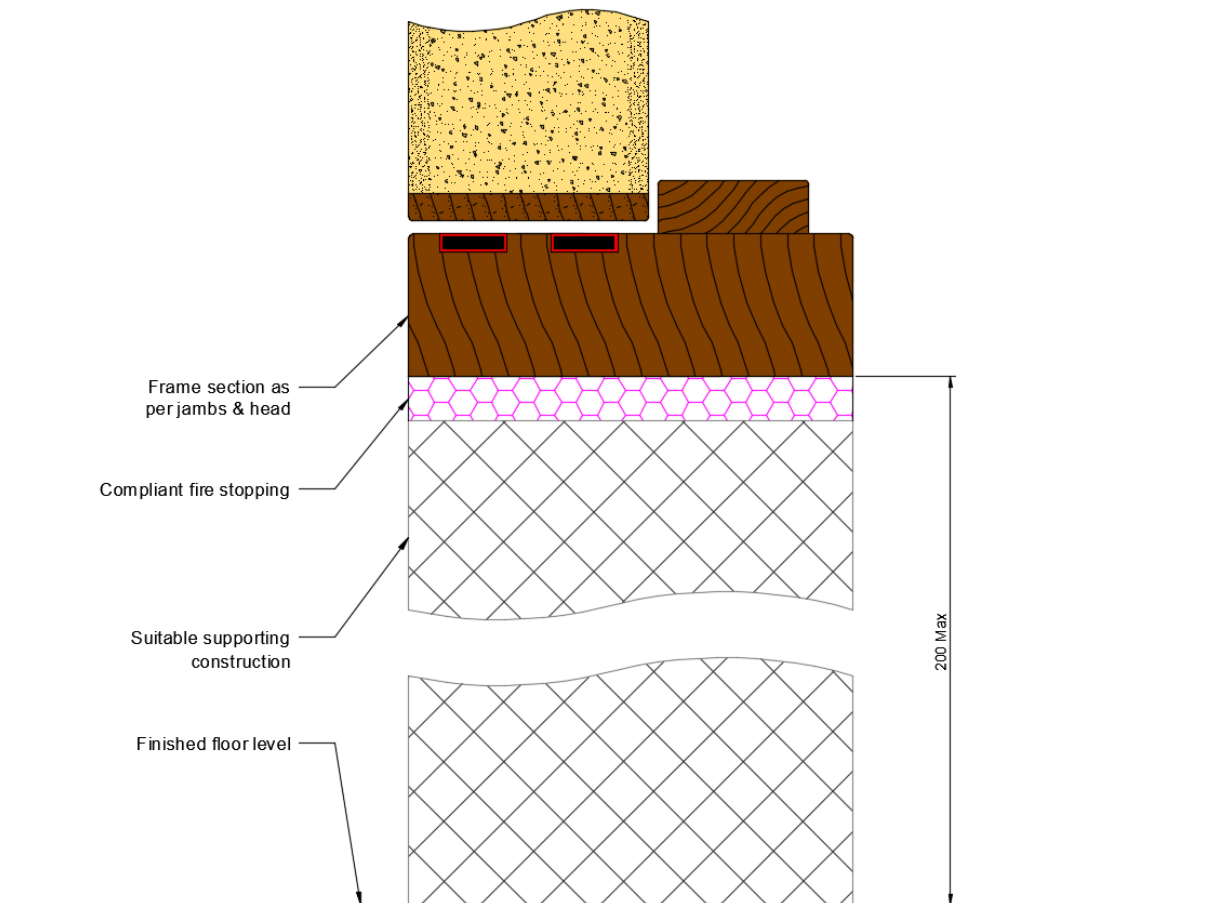 Frame section as
per jambs & head
Compliant fire stopping
Suitable supporting
construction
200 Max
Finished floor level